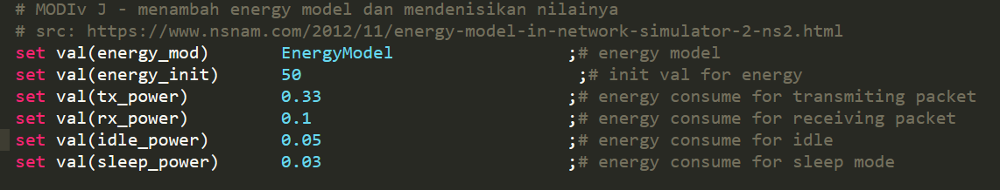 # MODIv J - menambah energy model dan mendenisikan nilainya
# src: https://www.nsnam.com/2012/11/energy-model-in-network-simulator-2-ns2.html
set val(energy_mod) EnergyModel ;# energy model
set val(energy_init) 50 ;# init val for energy
set val(tx_power) 0.33 ;# energy consume for transmiting packet
set val(rx_power) 0.1 ;# energy consume for receiving packet
set val(idle_power) 0.05 ;# energy consume for idle
set val(sleep_power) 0.03 ;# energy consume for sleep mode